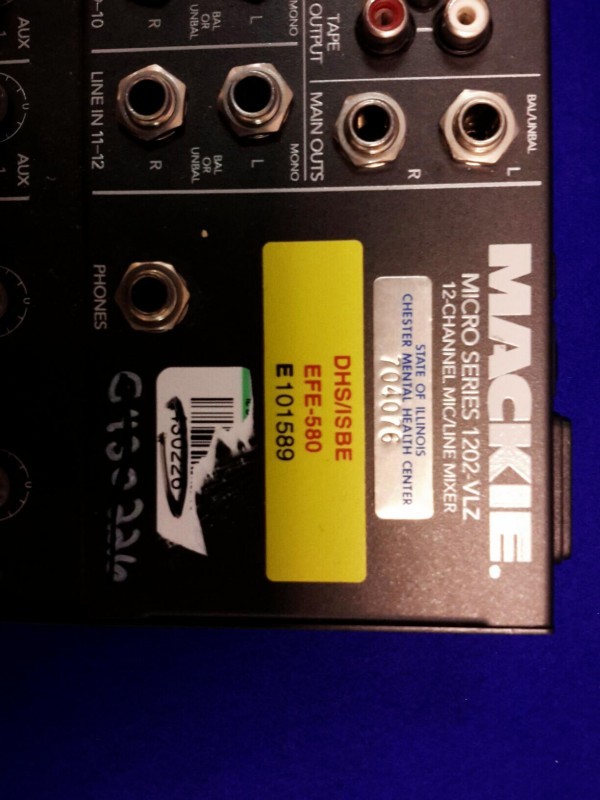 TAPE
OUTPUT
BAL
OR
UNBAL
MONO
R
L
AUX
1
LINE IN 11-12
BAL
OR
UNBAL
MONO
R
L
MAIN OUTS
BAL/UNBAL
R
L
AUX
1
PHONES
MACKIE.
MICRO SERIES 1202-VLZ
12-CHANNEL MIC/LINE MIXER
STATE OF ILLINOIS
CHESTER MENTAL HEALTH CENTER
704076
DHS/ISBE
EFE-580
E101589